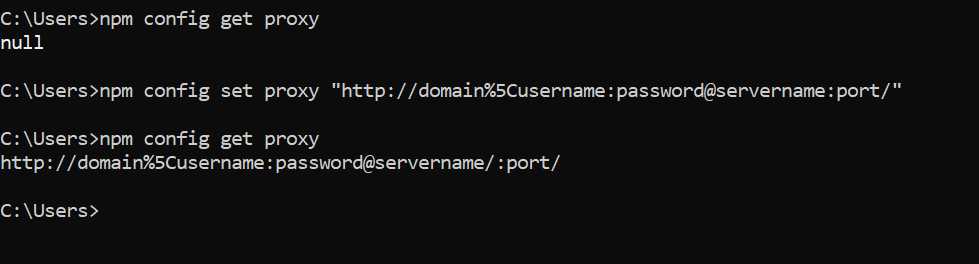 C:\Users>npm config get proxy
null
C:\Users>npm config set proxy "http://domain%5Cusername:password@servername:port/"
C:\Users>npm config get proxy
http://domain%5Cusername:password@servername/:port/
C:\Users>